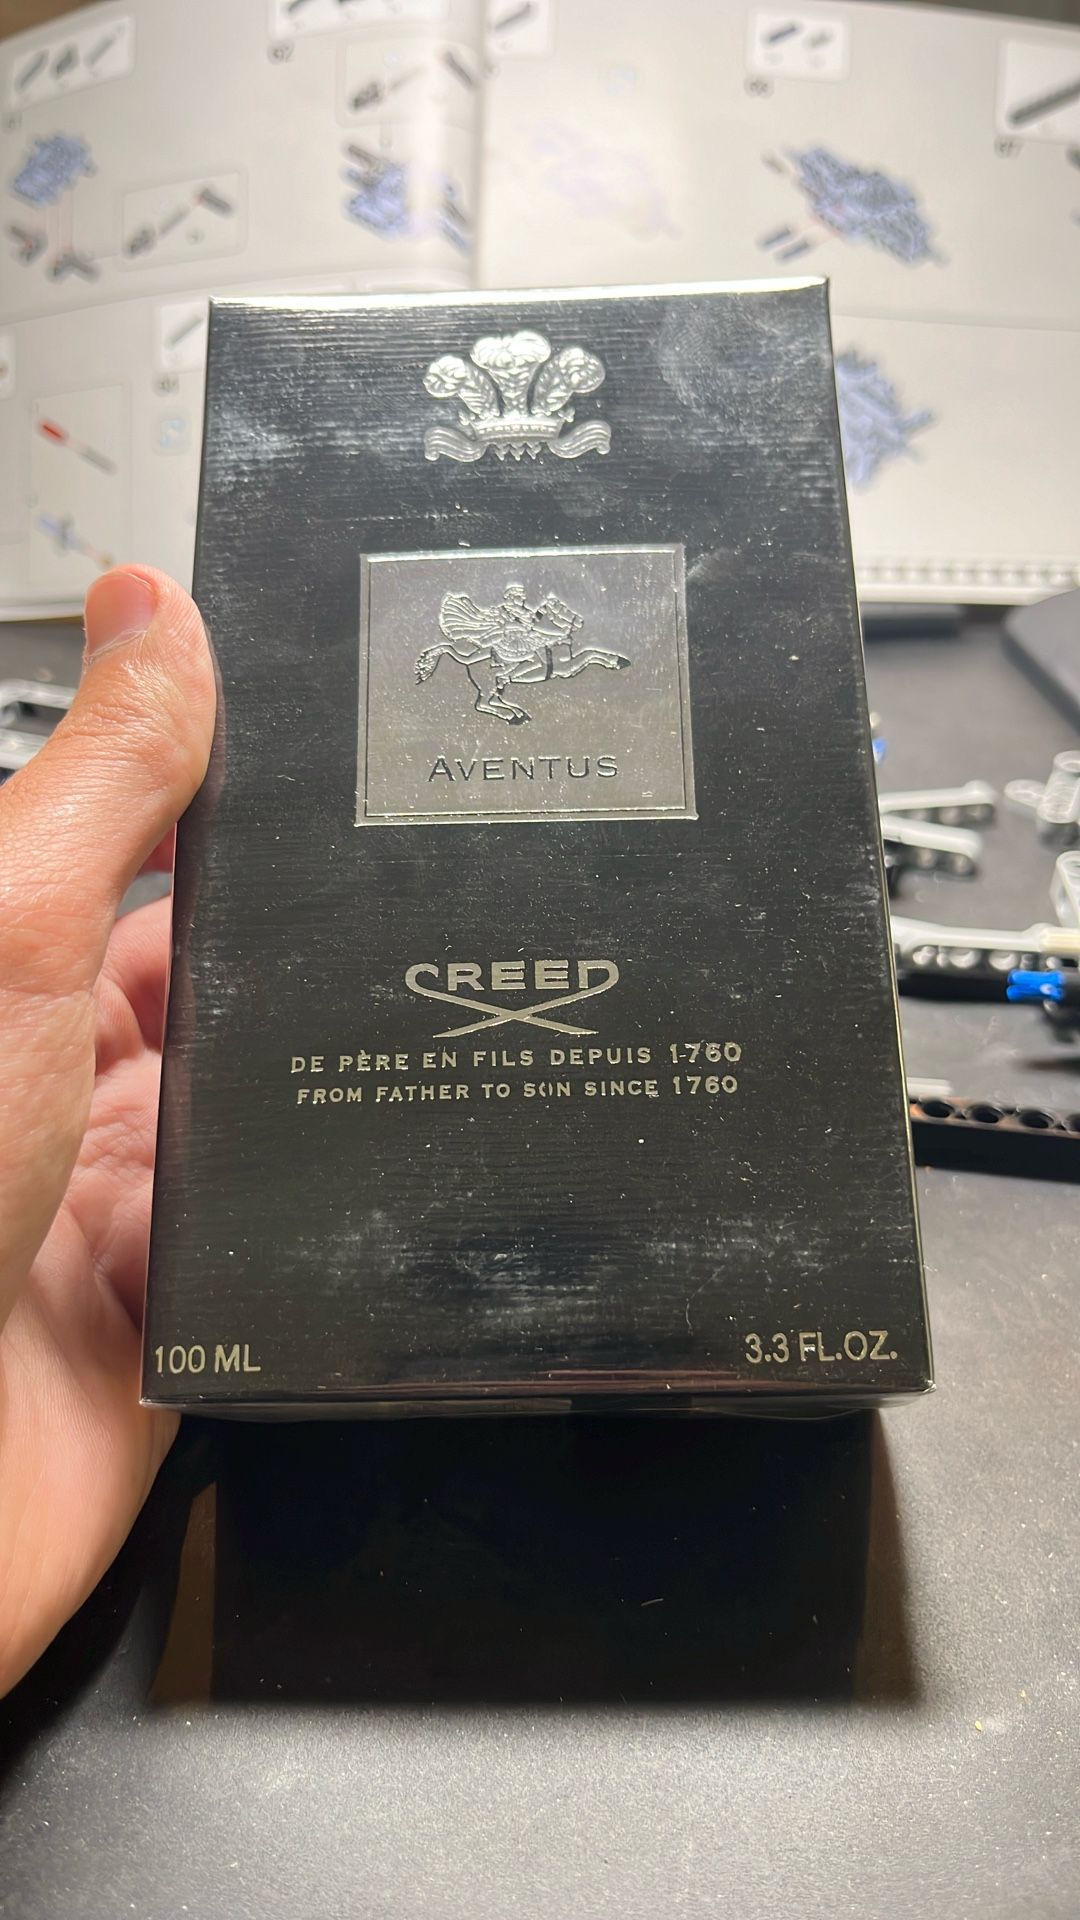 AVENTUS
CREED
DE PÈRE EN FILS DEPUIS 1760
FROM FATHER TO SON SINCE 1760
100 ML
3.3 FL.OZ.